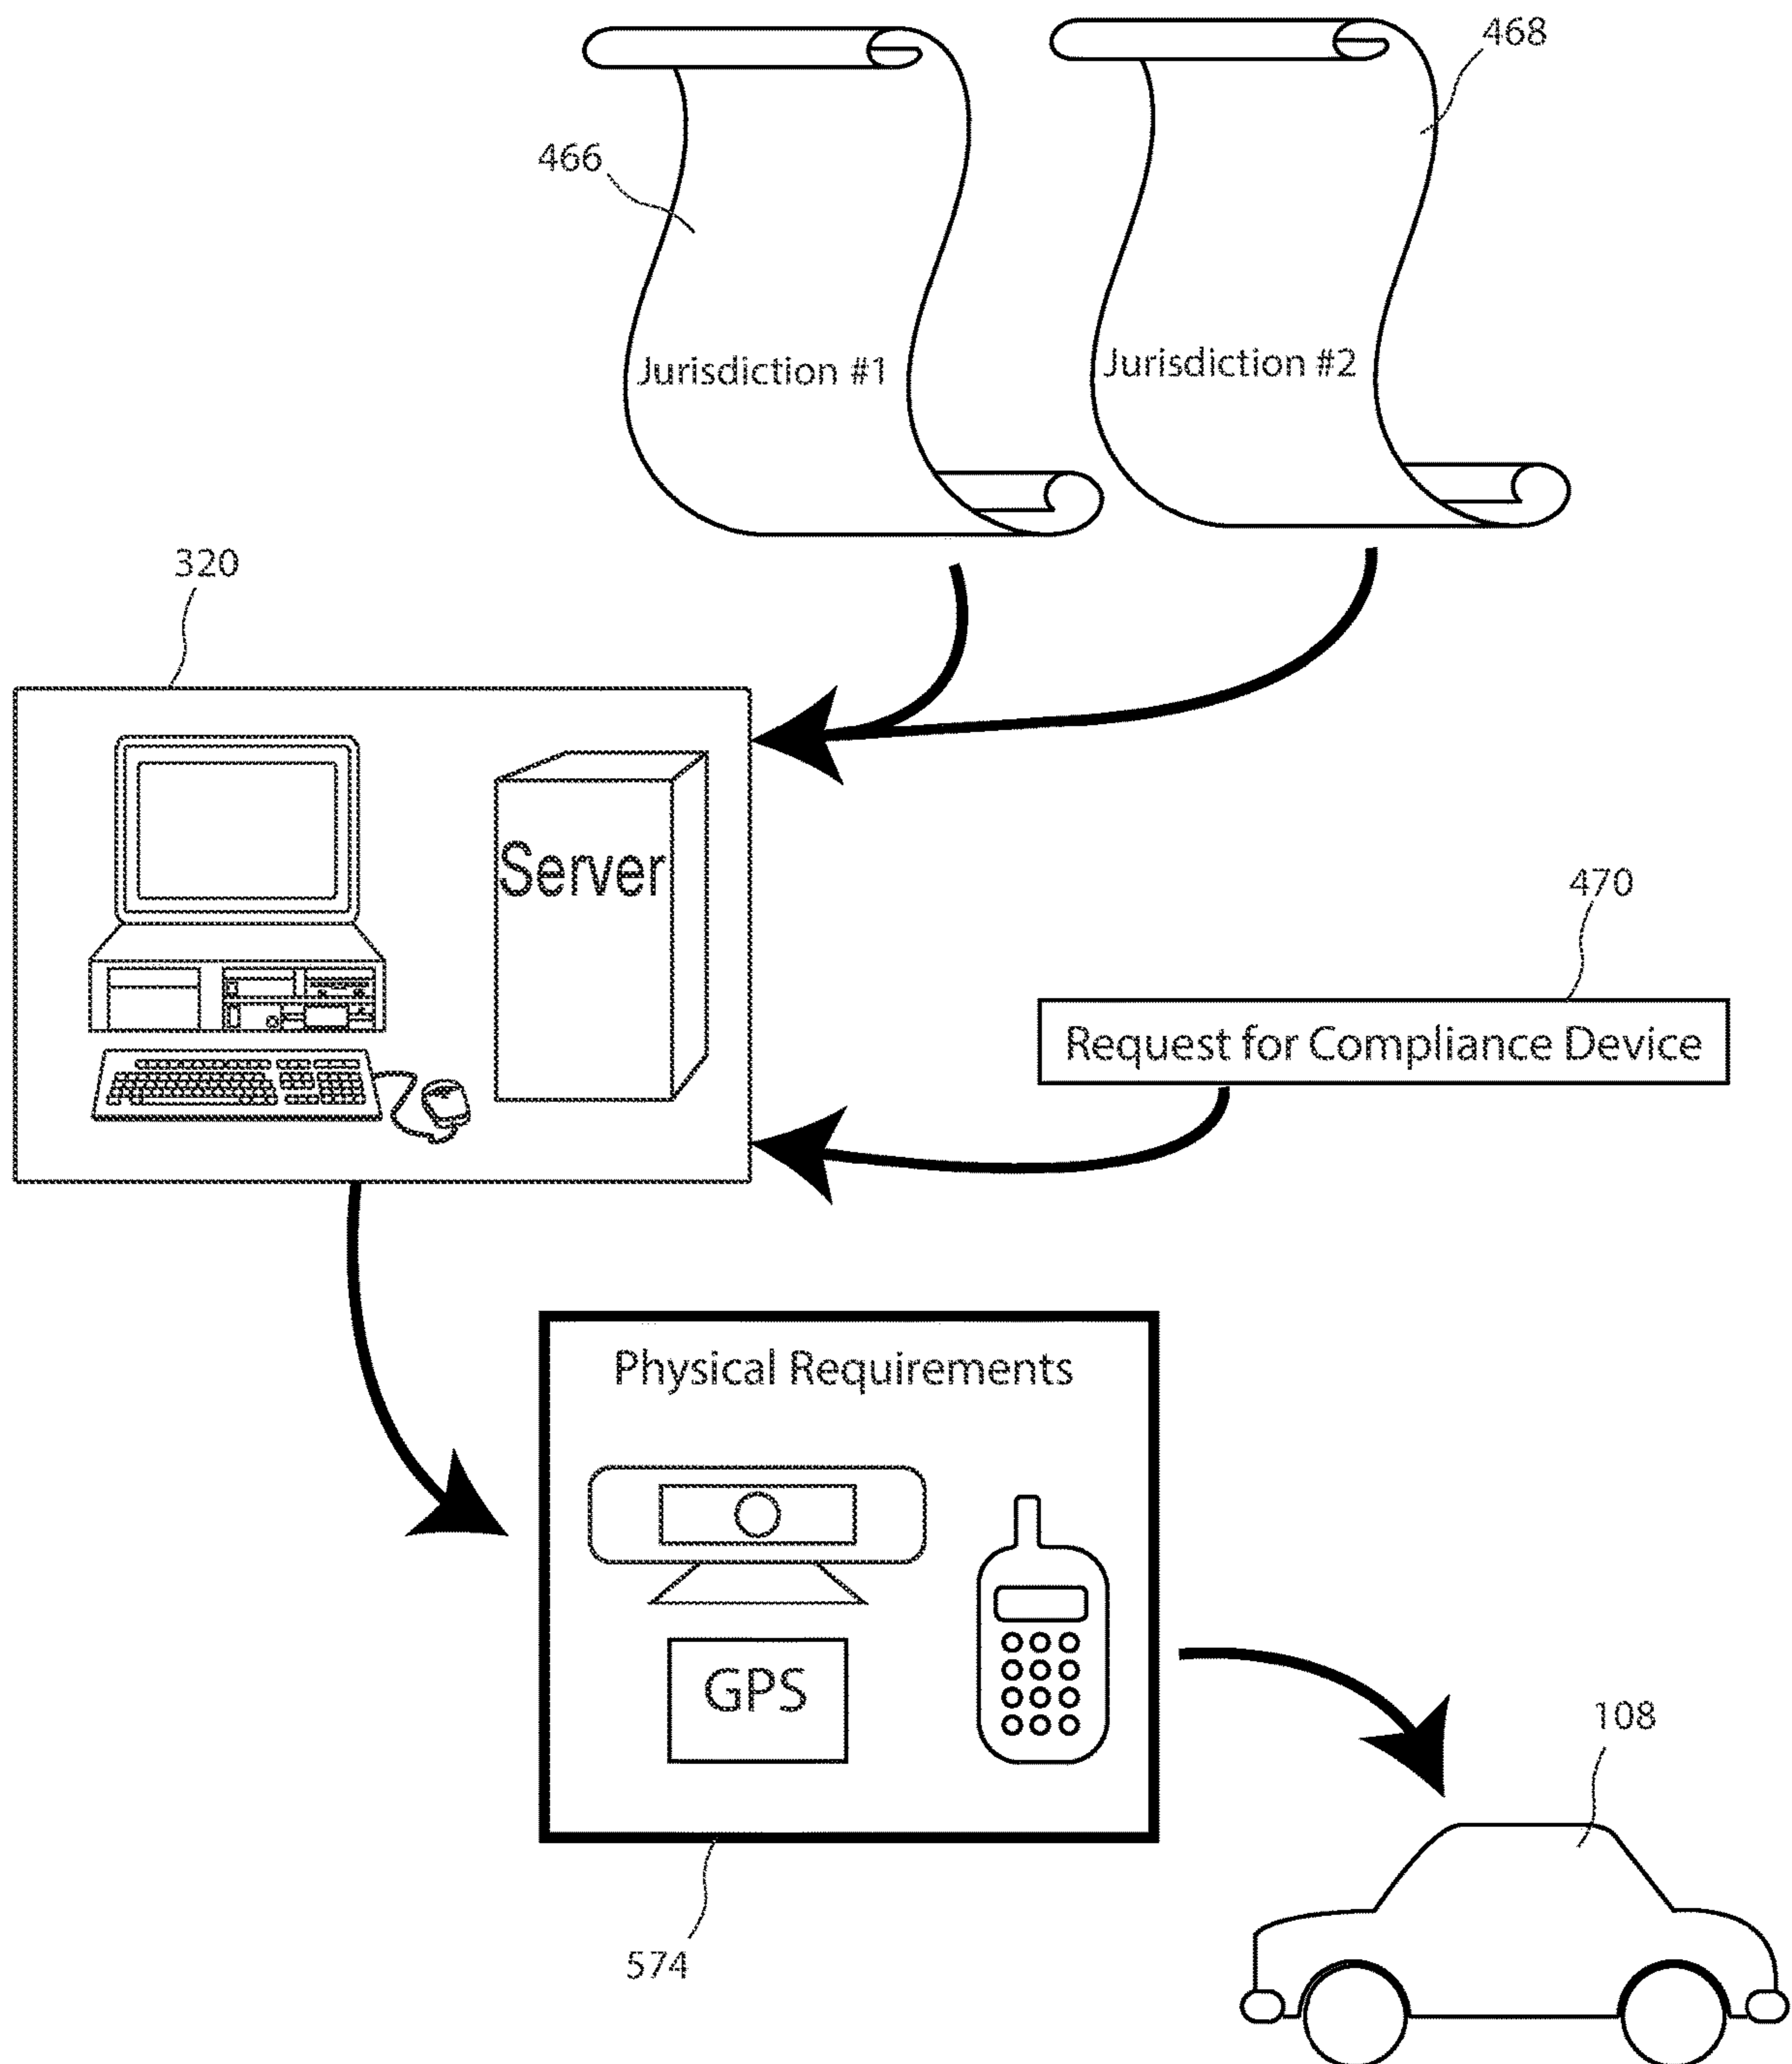 468
466
Jurisdiction #1
Jurisdiction #2
320
Server
470
Request for Compliance Device
Physical Requirements
GPS
108
574